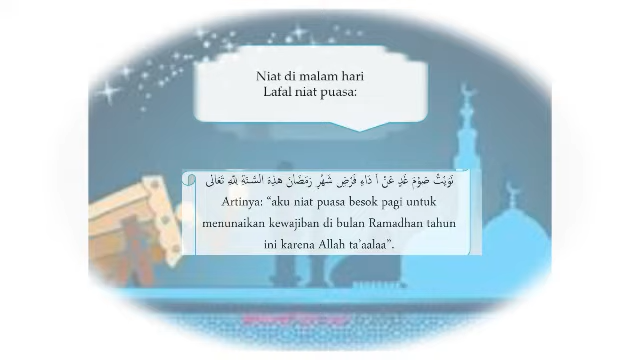 Niat di malam hari
Lafal niat puasa:
نَوَيْتُ صَوْمَ غَدٍ عَنْ أَدَاءِ فَرْضِ شَهْرِ رَمَضَانَ هٰذِهِ السَّنَةِ لِلّٰهِ تَعَالَى
Artinya: “aku niat puasa besok pagi untuk
menunaikan kewajiban di bulan Ramadhan tahun
ini karena Allah ta’aalaa”.